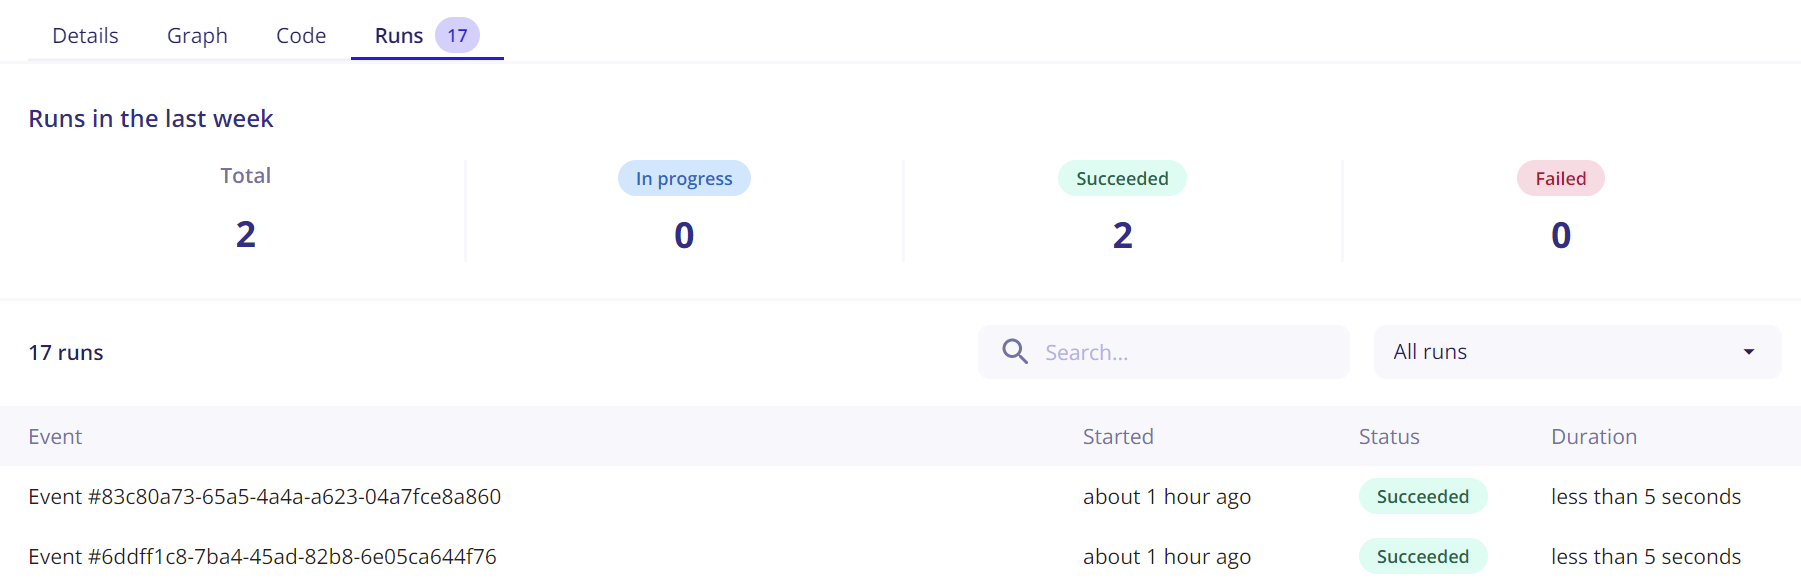 Details Graph Code Runs 17
Runs in the last week
Total In progress Succeeded Failed
2 0 2 0
17 runs Search... All runs
Event Started Status Duration
Event #83c80a73-65a5-4a4a-a623-04a7fce8a860 about 1 hour ago Succeeded less than 5 seconds
Event #6ddff1c8-7ba4-45ad-82b8-6e05ca644f76 about 1 hour ago Succeeded less than 5 seconds